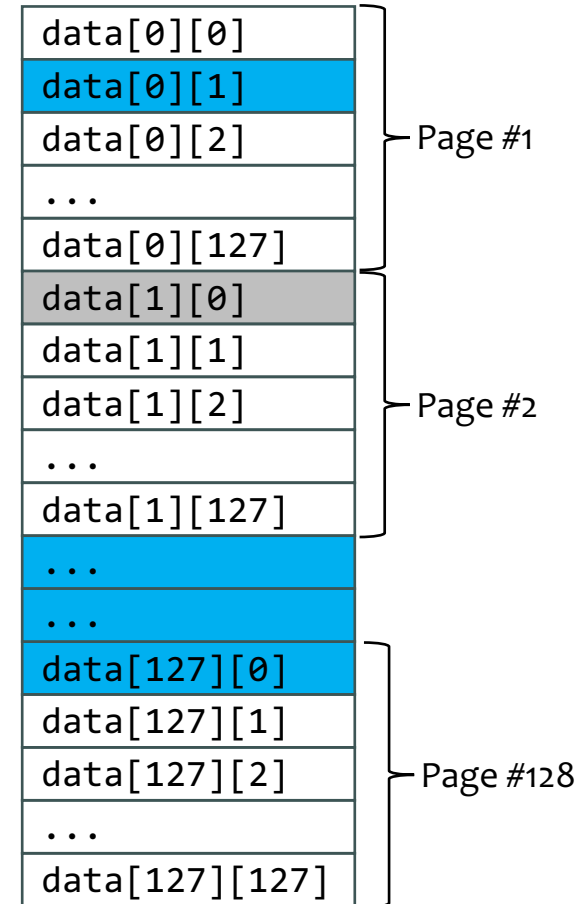 data[0][0]
data[0][1]
data[0][2]
...
data[0][127]
Page #1
data[1][0]
data[1][1]
data[1][2]
...
data[1][127]
Page #2
...
...
data[127][0]
data[127][1]
data[127][2]
...
data[127][127]
Page #128